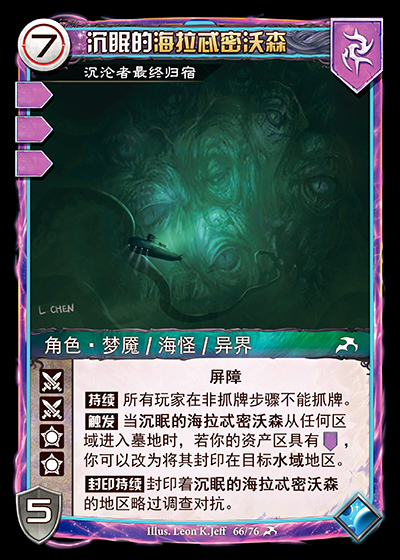 7
沉眠的海拉忒密沃森
沉沦者最终归宿
L. CHEN
角色·梦魇/海怪/异界
屏障
持续 所有玩家在非抓牌步骤不能抓牌。
触发 当沉眠的海拉忒密沃森从任何区
域进入墓地时，若你的资产区具有 ，
你可以改为将其封印在目标水域地区。
封印持续 封印着沉眠的海拉忒密沃森
的地区略过调查对抗。
5
Illus. Leon K.Jeff 66/76